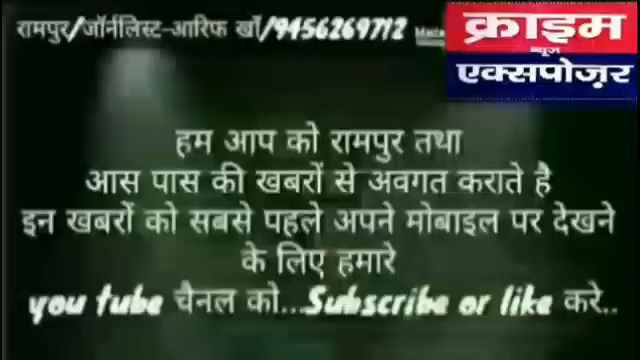 रामपुर/जॉर्नलिस्ट-आरिफ खाँ/9456269712
क्राइम
न्यूज़
एक्सपोज़र
हम आप को रामपुर तथा
आस पास की खबरों से अवगत कराते है
इन खबरों को सबसे पहले अपने मोबाइल पर देखने
के लिए हमारे
you tube चैनल को...Subscribe or like करे..